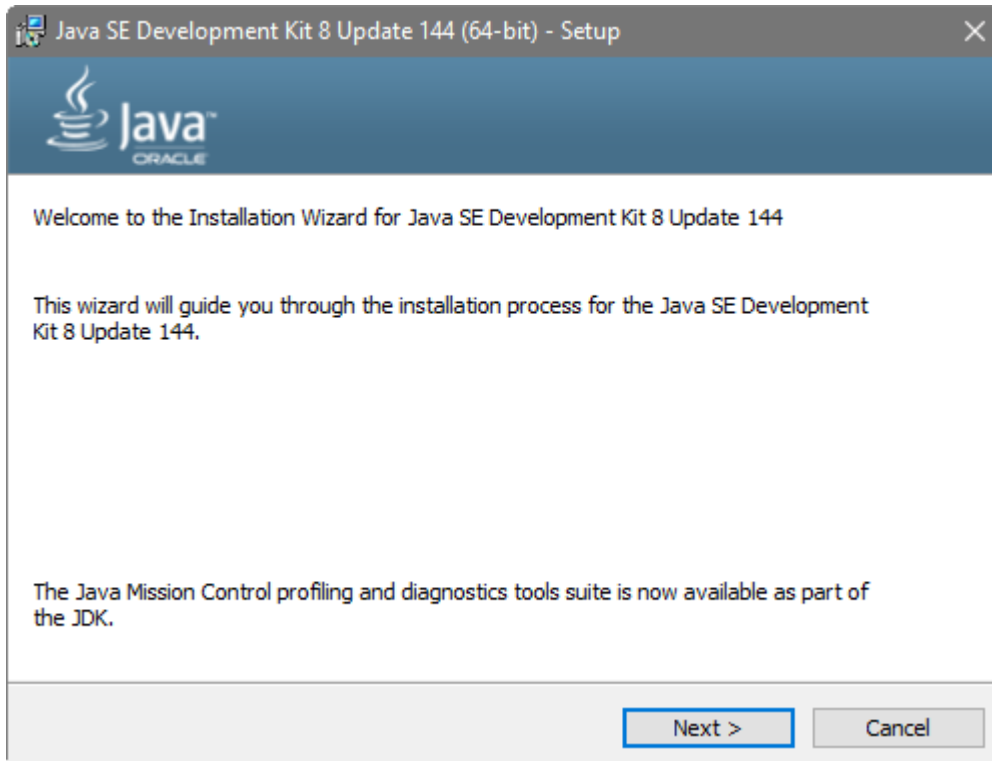 Java SE Development Kit 8 Update 144 (64-bit) - Setup
Java™
ORACLE
Welcome to the Installation Wizard for Java SE Development Kit 8 Update 144
This wizard will guide you through the installation process for the Java SE Development
Kit 8 Update 144.
The Java Mission Control profiling and diagnostics tools suite is now available as part of
the JDK.
Next >
Cancel